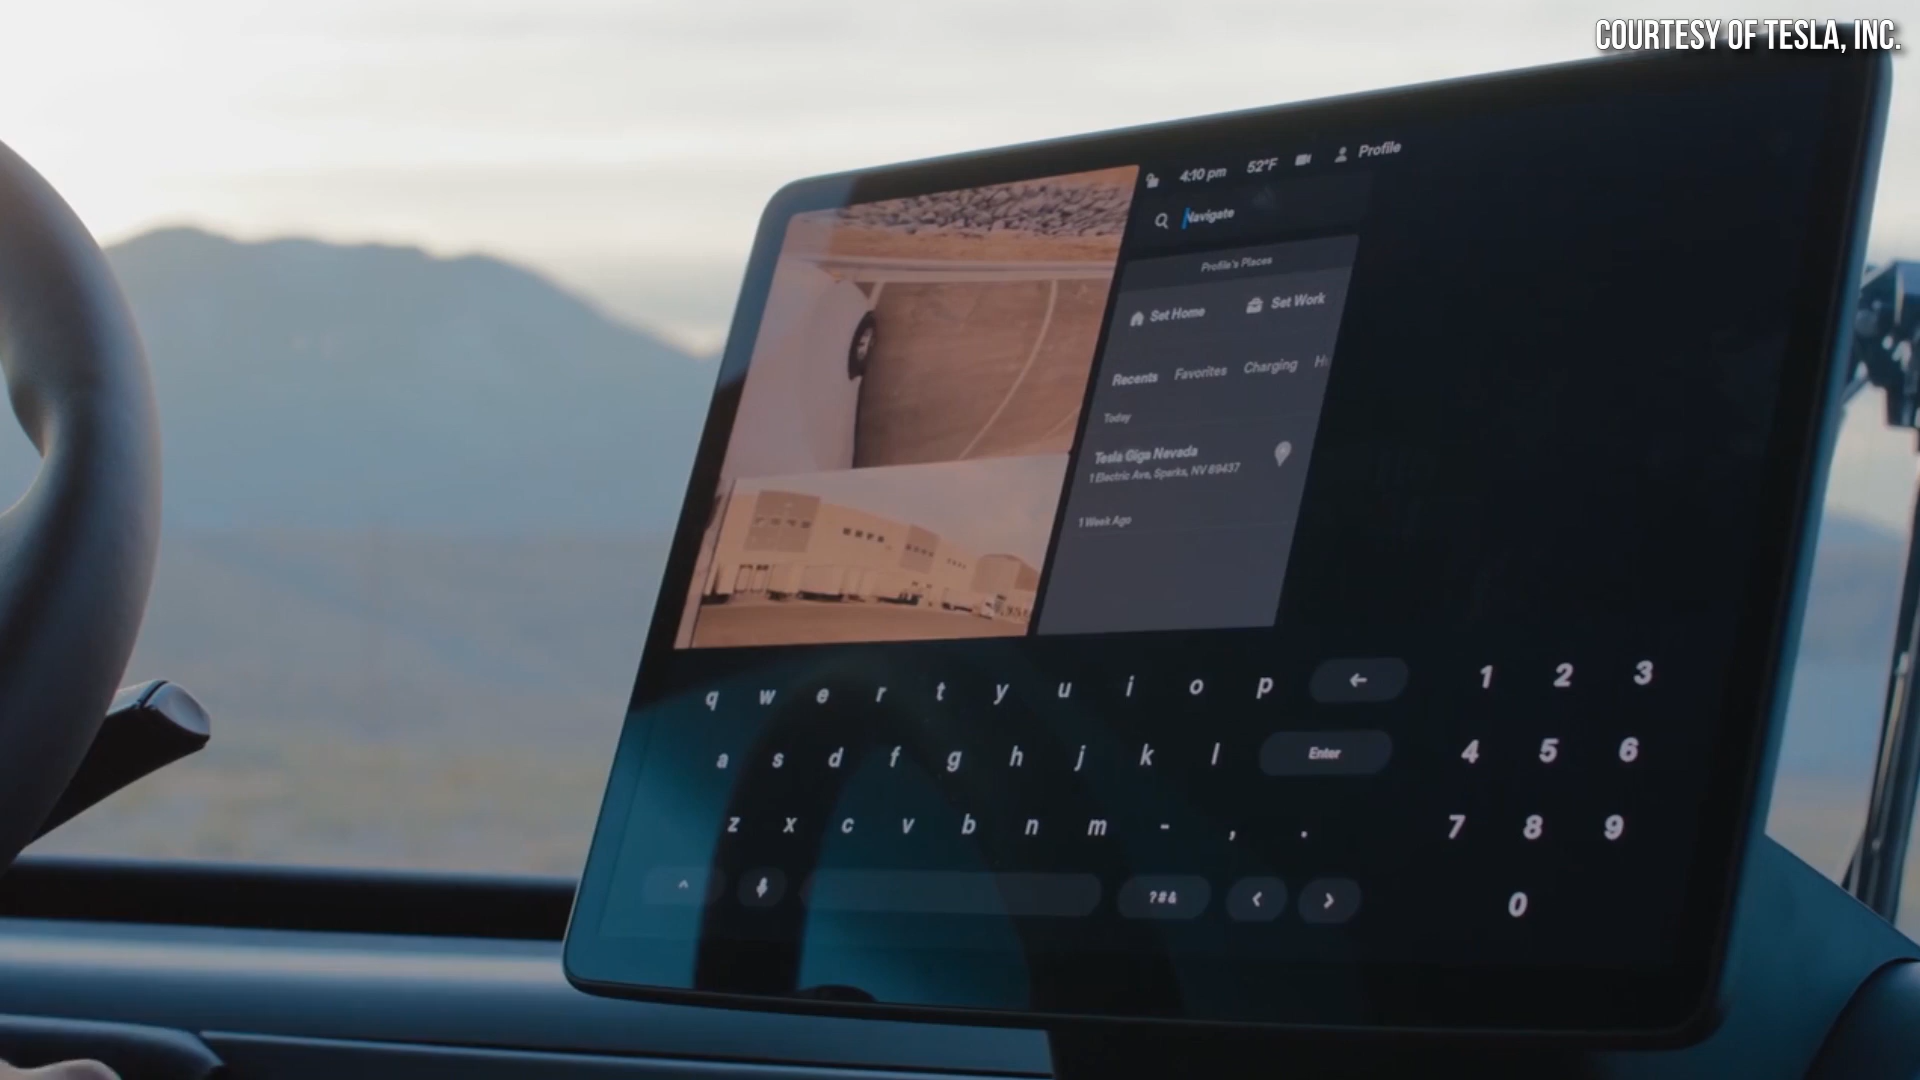 COURTESY OF TESLA, INC.
4:10 pm 52°F Profile
Navigate
Profile's Places
Set Home Set Work
Recents Favorites Charging
Today
Tesla Giga Nevada
1 Electric Ave, Sparks, NV 89437
1 Week Ago
q w e r t y u i o p 1 2 3
a s d f g h j k l Enter 4 5 6
z x c v b n m - , . 7 8 9
?#& 0